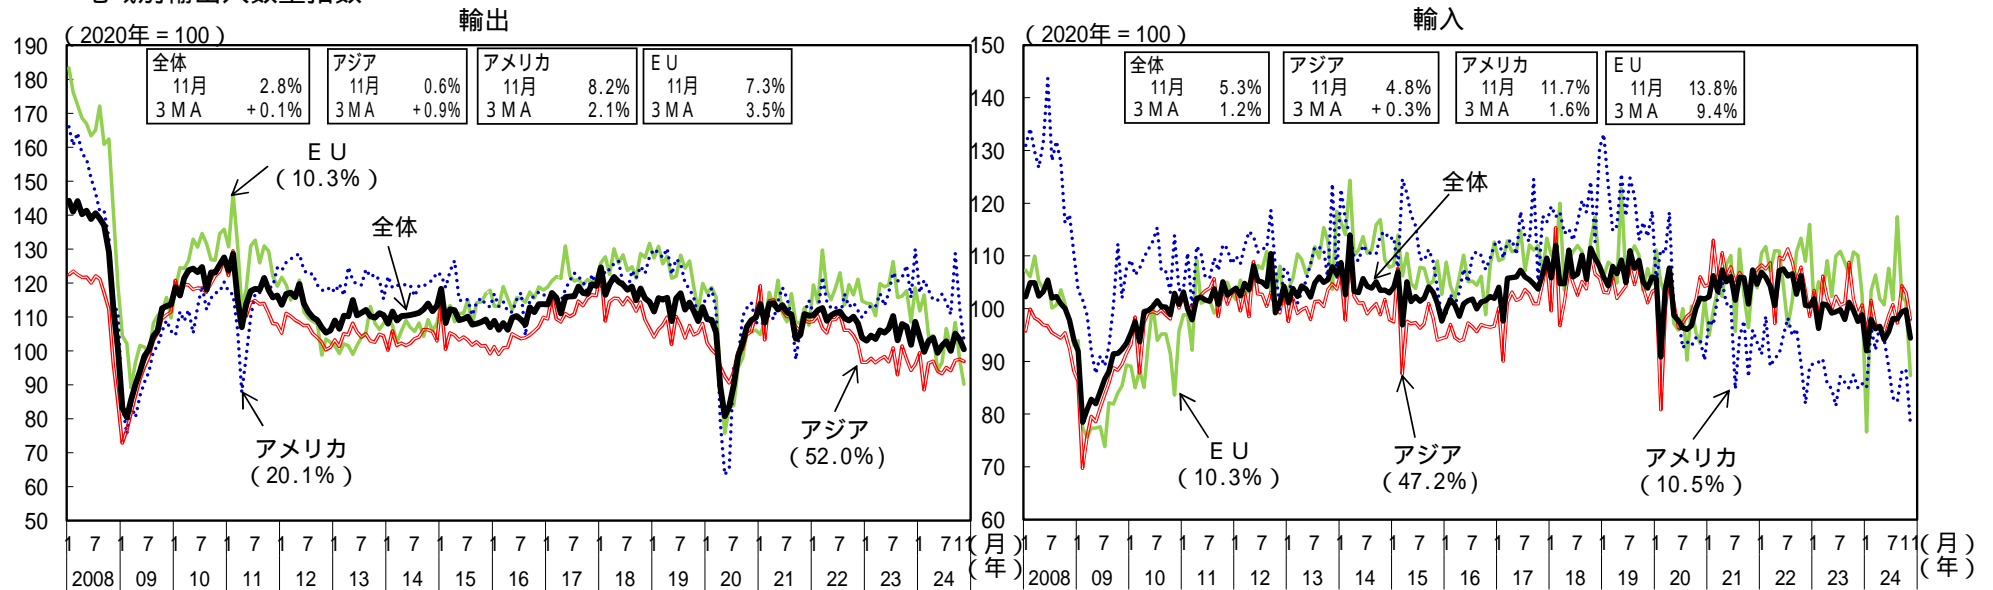 輸出
(2020年=100)
190
180
170
160
150
140
130
120
110
100
90
80
70
60
50
全体
11月 2.8%
3MA +0.1%
アジア
11月 0.6%
3MA +0.9%
アメリカ
11月 8.2%
3MA 2.1%
EU
11月 7.3%
3MA 3.5%
EU
(10.3%)
全体
アメリカ
(20.1%)
アジア
(52.0%)
1 7 1 7 1 7 1 7 1 7 1 7 1 7 1 7 1 7 1 7 1 7 1 7 1 7 1 7 1 7 1 7 1 7 11 (月)
2008 09 10 11 12 13 14 15 16 17 18 19 20 21 22 23 24 (年)
輸入
(2020年=100)
150
140
130
120
110
100
90
80
70
60
全体
11月 5.3%
3MA 1.2%
アジア
11月 4.8%
3MA +0.3%
アメリカ
11月 11.7%
3MA 1.6%
EU
11月 13.8%
3MA 9.4%
全体
EU
(10.3%)
アジア
(47.2%)
アメリカ
(10.5%)
1 7 1 7 1 7 1 7 1 7 1 7 1 7 1 7 1 7 1 7 1 7 1 7 1 7 1 7 1 7 1 7 1 7 11 (月)
2008 09 10 11 12 13 14 15 16 17 18 19 20 21 22 23 24 (年)